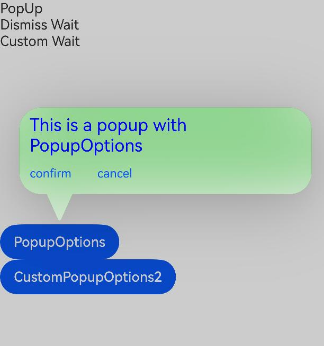 PopUp
Dismiss Wait
Custom Wait
This is a popup with
PopupOptions
confirm cancel
PopupOptions
CustomPopupOptions2